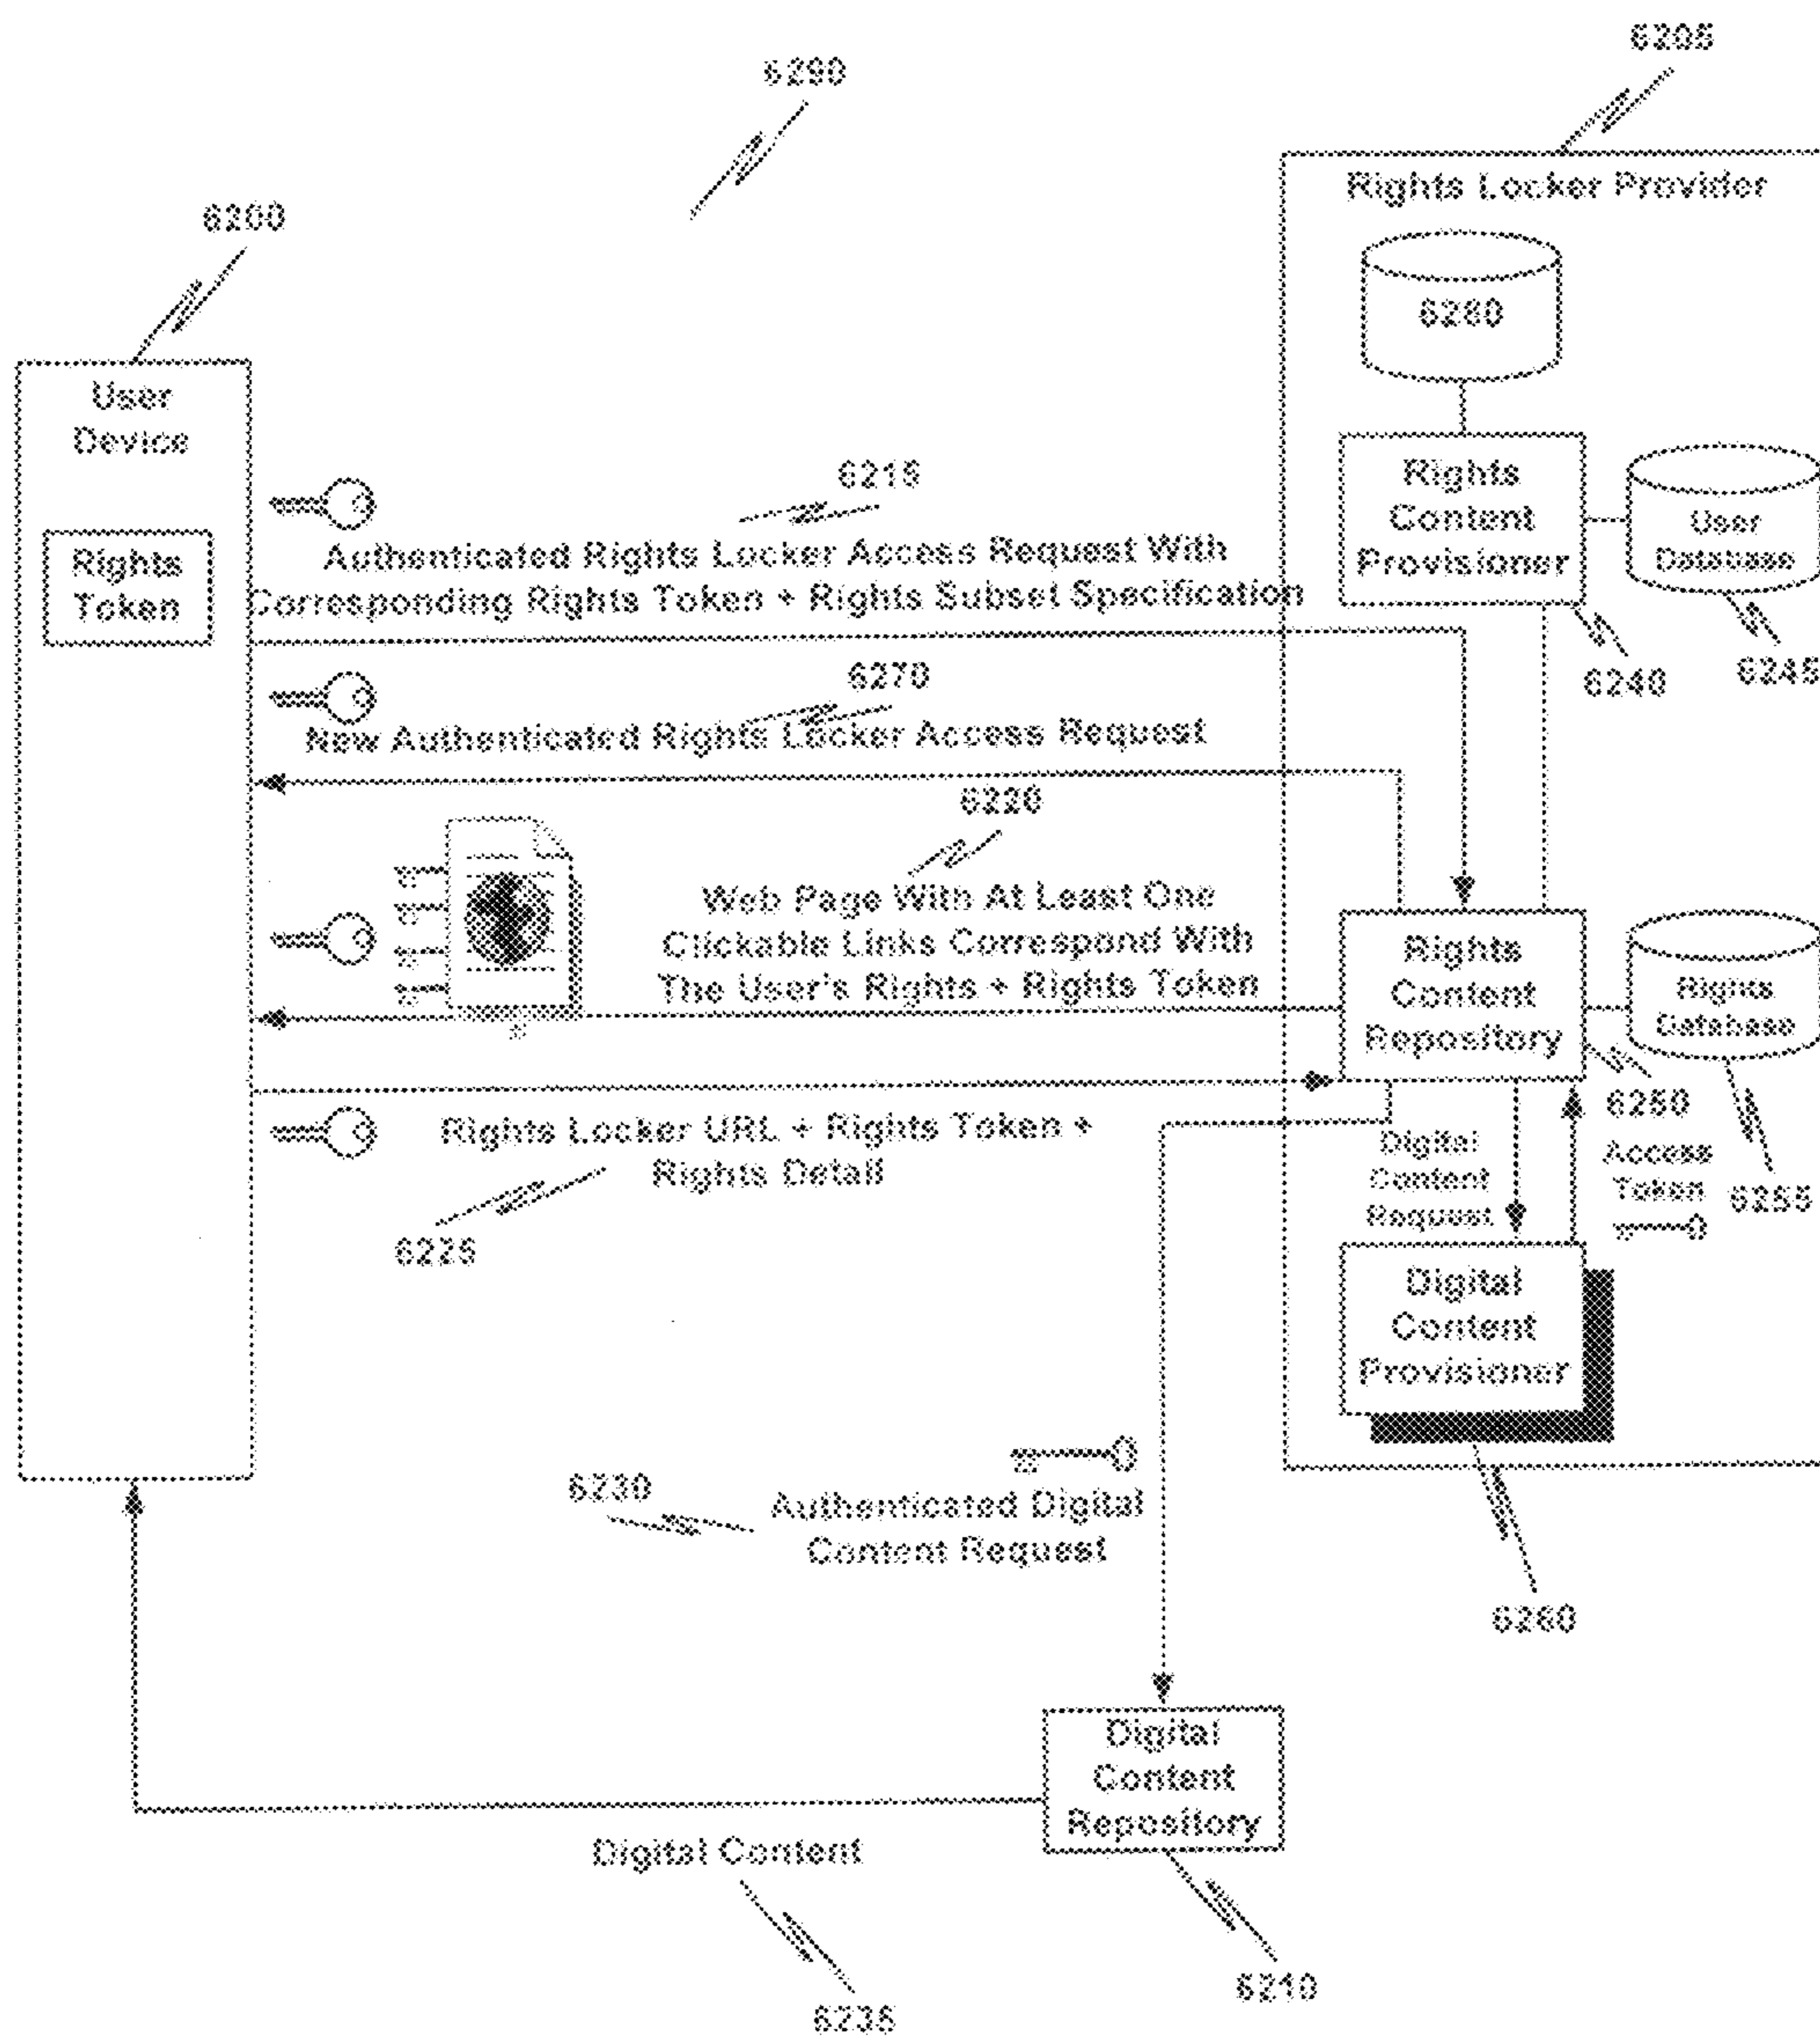 6205
6290
Rights Locker Provider
6200
6280
User
Device
Rights
Content
Provisioner
6215
User
Database
Rights
Token
Authenticated Rights Locker Access Request With
Corresponding Rights Token + Rights Subset Specification
6270
6240
6245
New Authenticated Rights Locker Access Request
6220
Web Page With At Least One
Clickable Links Correspond With
The User's Rights + Rights Token
Rights
Content
Repository
Rights
Database
6250
Rights Locker URL + Rights Token +
Rights Detail
Digital
Content
Request
Access
Token
6255
6225
Digital
Content
Provisioner
6230
Authenticated Digital
Content Request
6260
Digital
Content
Repository
Digital Content
6210
6235